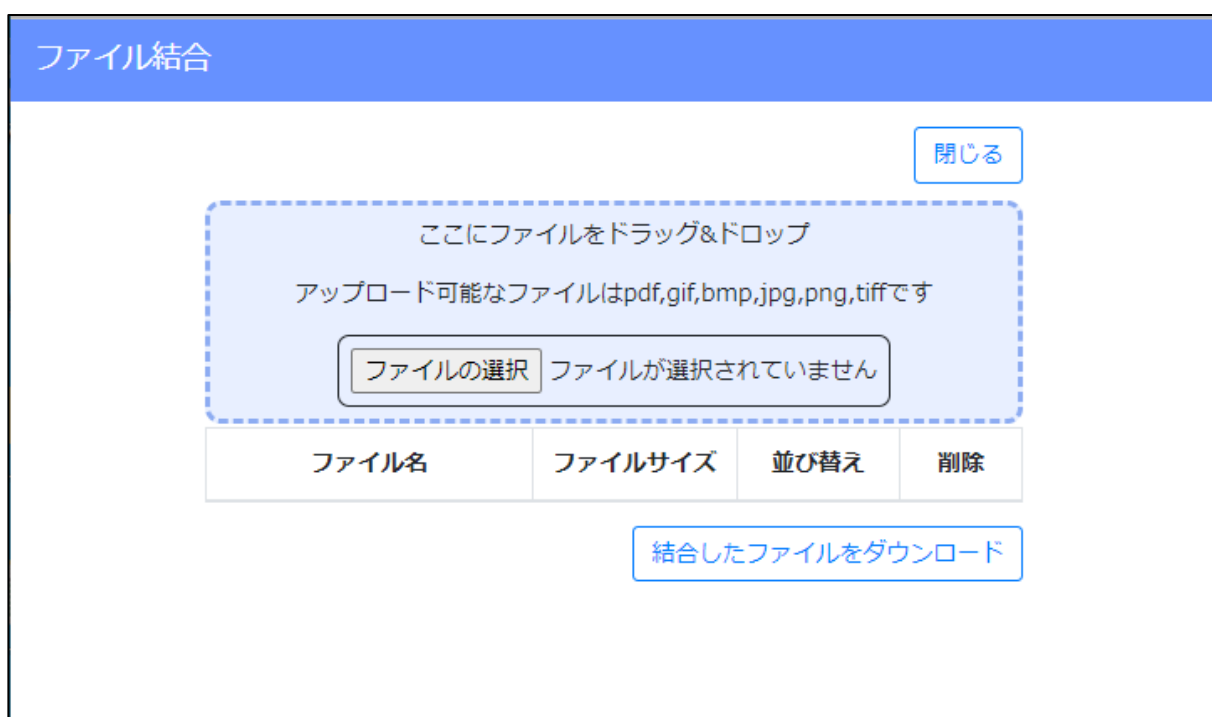 ファイル結合
閉じる
ここにファイルをドラッグ&ドロップ
アップロード可能なファイルはpdf,gif,bmp,jpg,png,tiffです
ファイルの選択 ファイルが選択されていません
ファイル名 ファイルサイズ 並び替え 削除
結合したファイルをダウンロード